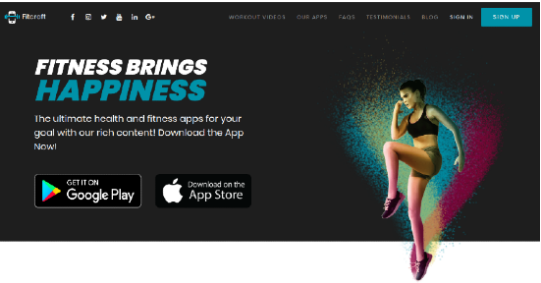 Fitcraft
WORKOUT VIDEOS OUR APPS FAQS TESTIMONIALS BLOG SIGN IN SIGN UP
FITNESS BRINGS
HAPPINESS
The ultimate health and fitness apps for your
goal with our rich content! Download the App
Now!
GET IT ON
Google Play
Download on the
App Store